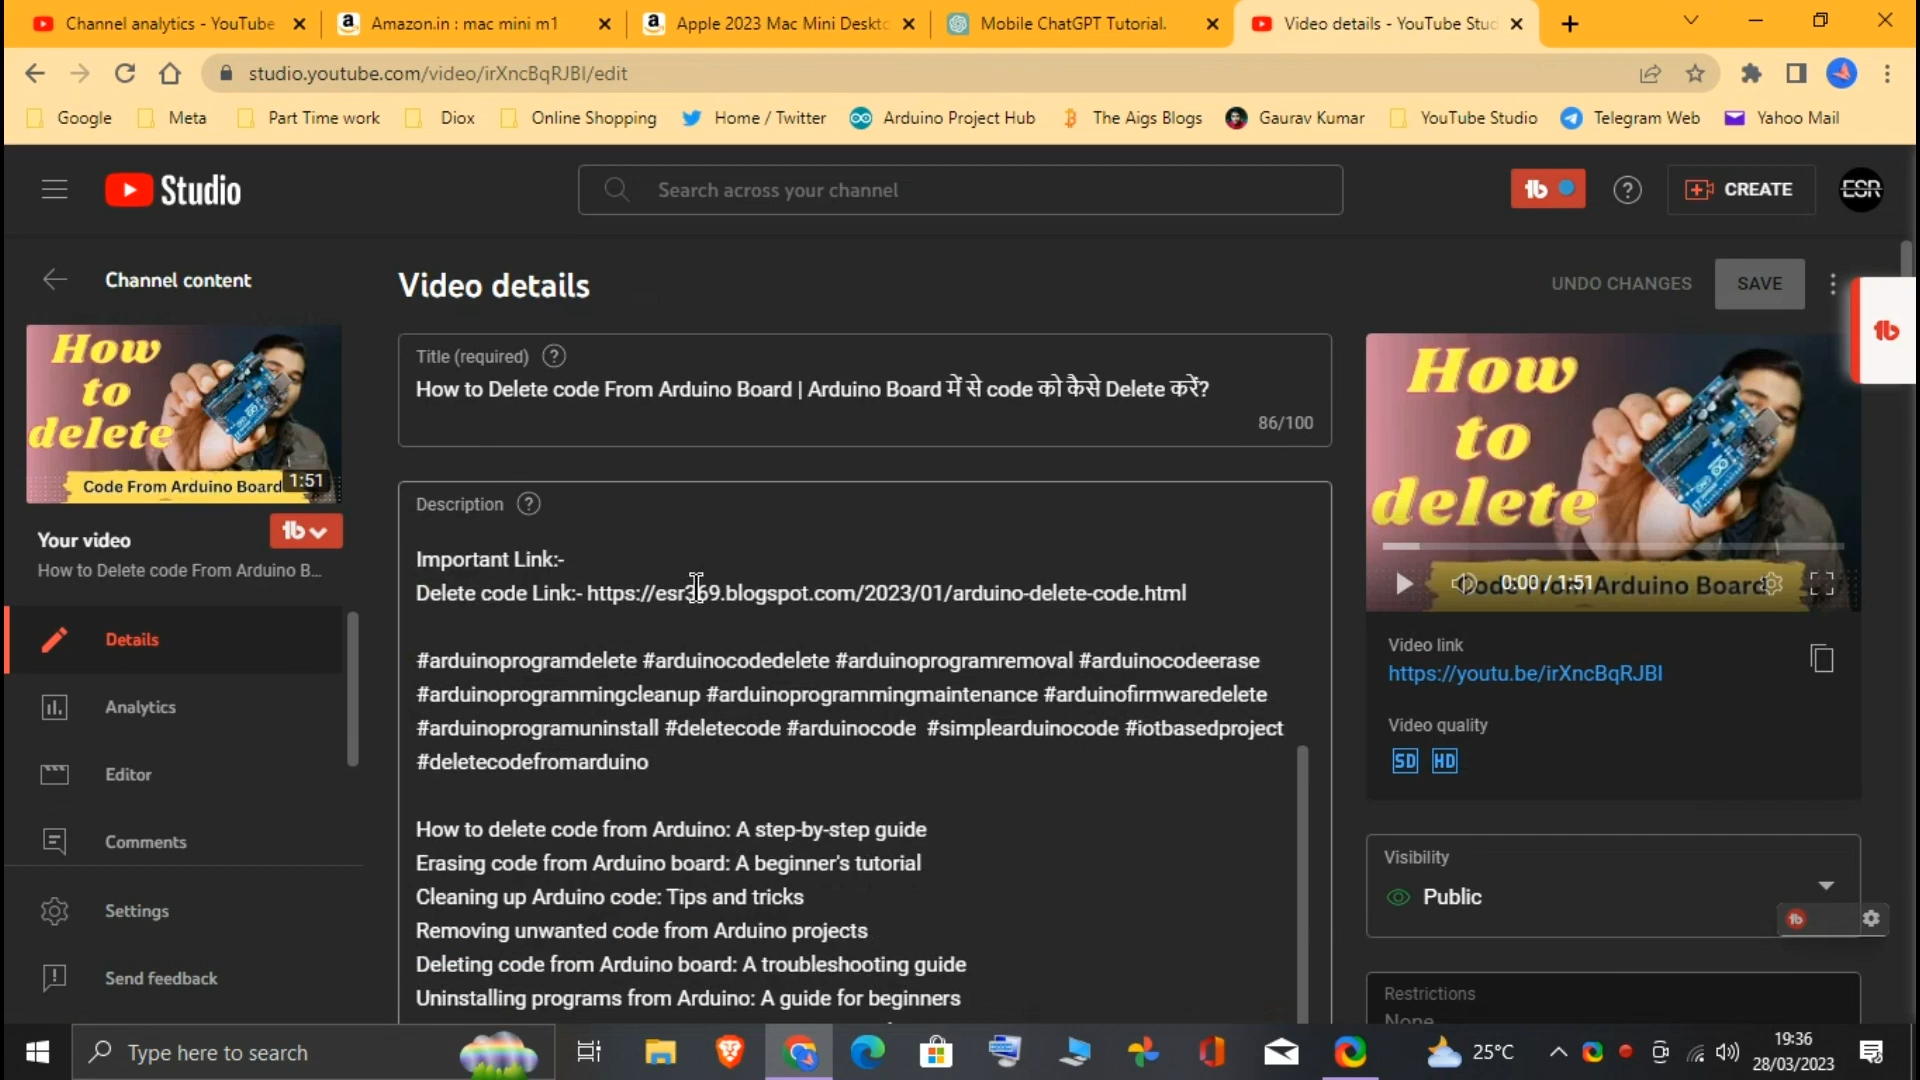 Channel analytics - YouTube
Amazon.in : mac mini m1
Apple 2023 Mac Mini Deskto
Mobile ChatGPT Tutorial.
Video details - YouTube Stud
studio.youtube.com/video/irXncBqRJBI/edit
Google
Meta
Part Time work
Diox
Online Shopping
Home / Twitter
Arduino Project Hub
The Aigs Blogs
Gaurav Kumar
YouTube Studio
Telegram Web
Yahoo Mail
Studio
Search across your channel
CREATE
ESR
Channel content
Video details
UNDO CHANGES
SAVE
How
to
delete
Code From Arduino Board
1:51
Your video
How to Delete code From Arduino B...
Details
Analytics
Editor
Comments
Settings
Send feedback
Title (required)
How to Delete code From Arduino Board | Arduino Board में से code को कैसे Delete करें?
86/100
Description
Important Link:-
Delete code Link:- https://esr369.blogspot.com/2023/01/arduino-delete-code.html
#arduinoprogramdelete #arduinocodedelete #arduinoprogramremoval #arduinocodeerase
#arduinoprogrammingcleanup #arduinoprogrammingmaintenance #arduinofirmwaredelete
#arduinoprogramuninstall #deletecode #arduinocode #simplearduinocode #iotbasedproject
#deletecodefromarduino
How to delete code from Arduino: A step-by-step guide
Erasing code from Arduino board: A beginner's tutorial
Cleaning up Arduino code: Tips and tricks
Removing unwanted code from Arduino projects
Deleting code from Arduino board: A troubleshooting guide
Uninstalling programs from Arduino: A guide for beginners
How
to
delete
Code From Arduino Board
0:00 / 1:51
Video link
https://youtu.be/irXncBqRJBI
Video quality
SD HD
Visibility
Public
Restrictions
None
Type here to search
25°C
19:36
28/03/2023